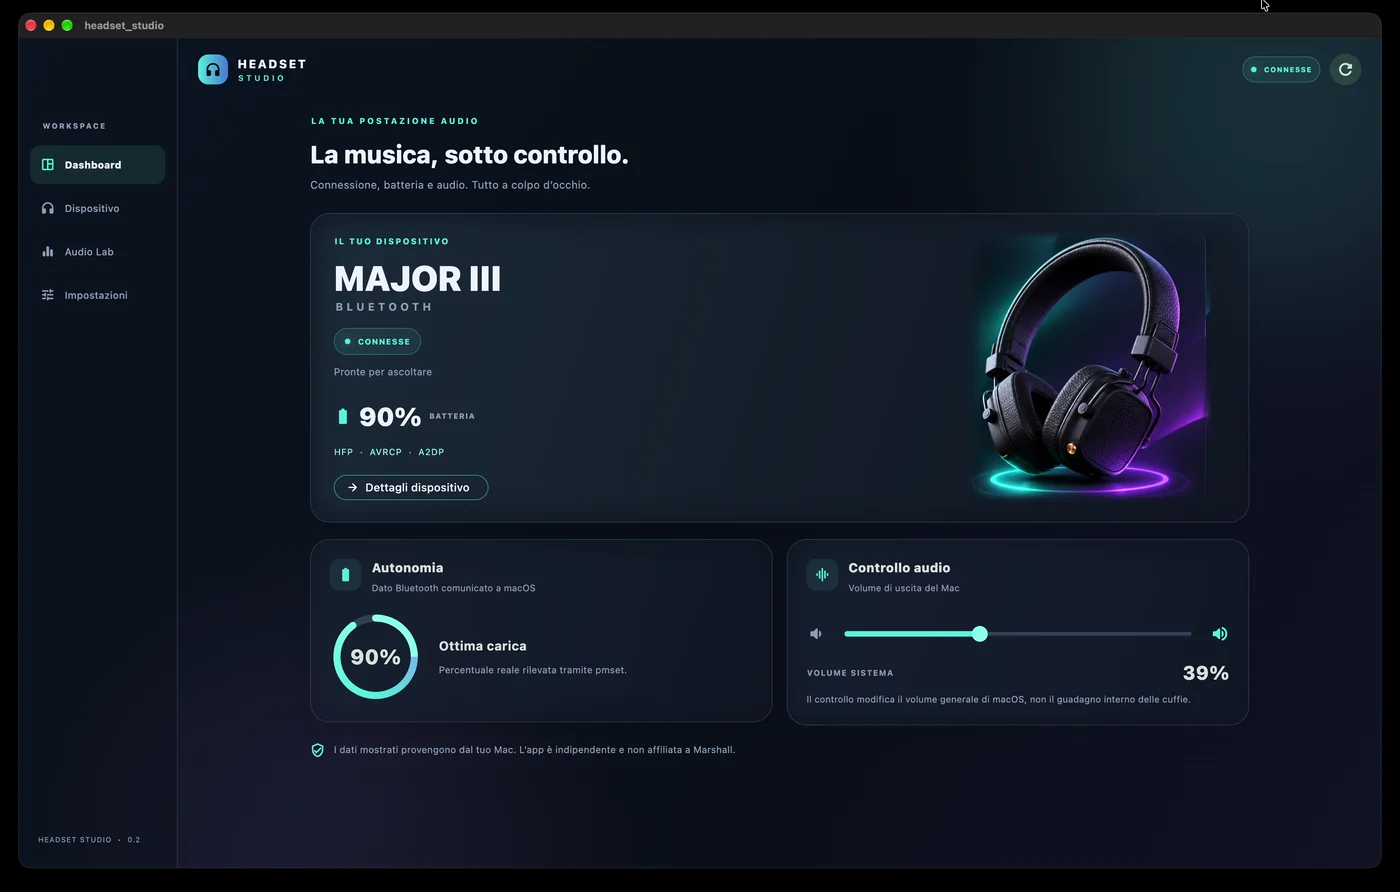 headset_studio
HEADSET
STUDIO
CONNESSE
WORKSPACE
Dashboard
Dispositivo
Audio Lab
Impostazioni
LA TUA POSTAZIONE AUDIO
La musica, sotto controllo.
Connessione, batteria e audio. Tutto a colpo d'occhio.
IL TUO DISPOSITIVO
MAJOR III
BLUETOOTH
CONNESSE
Pronte per ascoltare
90% BATTERIA
HFP · AVRCP · A2DP
Dettagli dispositivo
Autonomia
Dato Bluetooth comunicato a macOS
90%
Ottima carica
Percentuale reale rilevata tramite pmset.
Controllo audio
Volume di uscita del Mac
VOLUME SISTEMA 39%
Il controllo modifica il volume generale di macOS, non il guadagno interno delle cuffie.
I dati mostrati provengono dal tuo Mac. L'app è indipendente e non affiliata a Marshall.
HEADSET STUDIO · 0.2